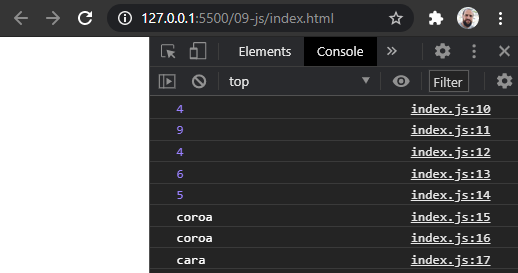 127.0.0.1:5500/09-js/index.html
Elements Console »
top Filter
4 index.js:10
9 index.js:11
4 index.js:12
6 index.js:13
5 index.js:14
coroa index.js:15
coroa index.js:16
cara index.js:17